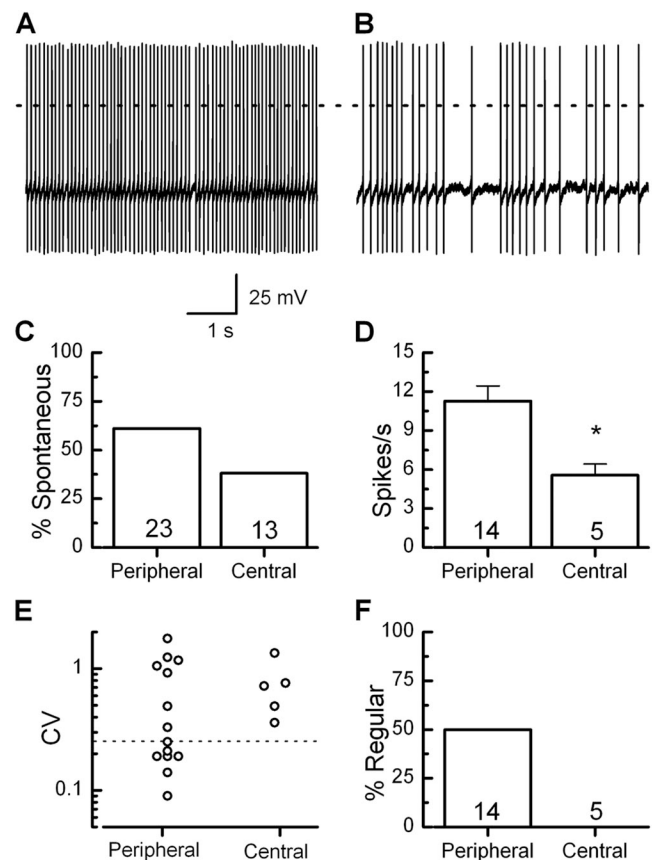 A
B
25 mV
1 s
C
% Spontaneous
100
75
50
25
0
23
13
Peripheral
Central
D
Spikes/s
15
12
9
6
3
0
*
14
5
Peripheral
Central
E
CV
1
0.1
Peripheral
Central
F
% Regular
100
75
50
25
0
14
5
Peripheral
Central